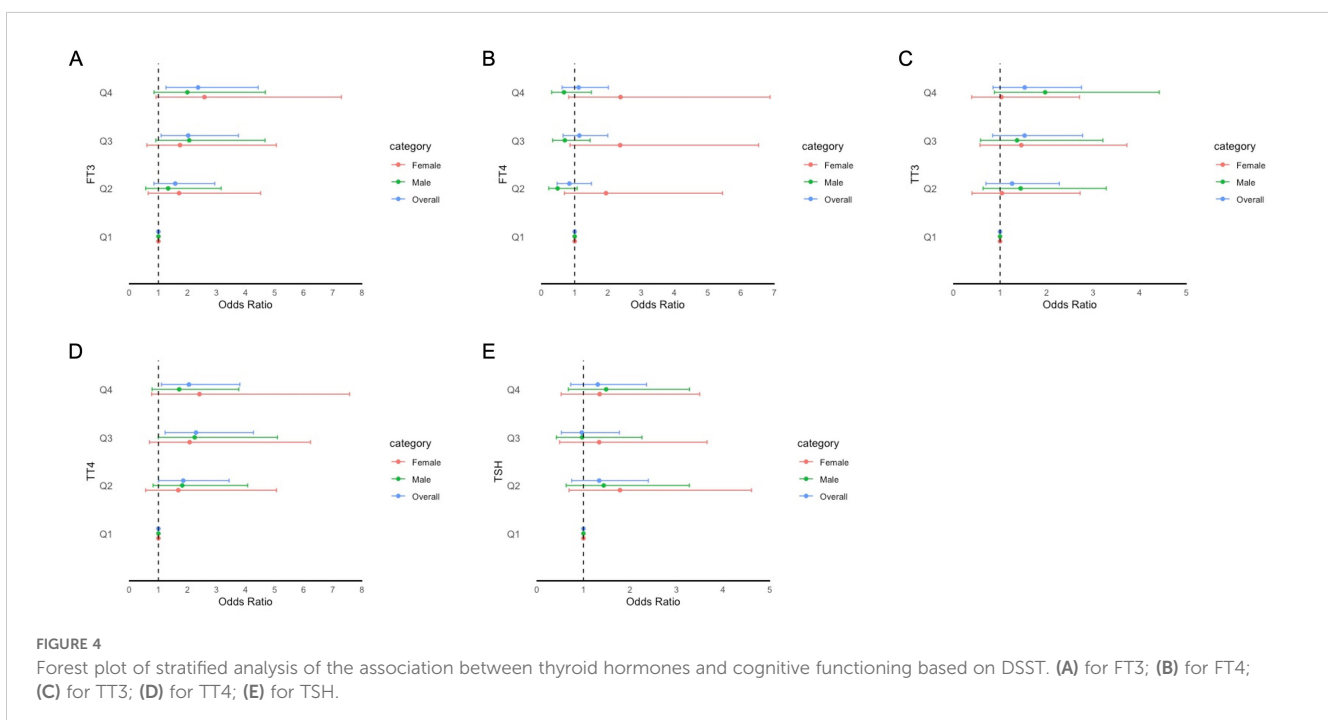 A
Q4
Q3
Q2
Q1
FT3
0 1 2 3 4 5 6 7 8
Odds Ratio
category
Female
Male
Overall
B
Q4
Q3
Q2
Q1
FT4
0 1 2 3 4 5 6 7
Odds Ratio
category
Female
Male
Overall
C
Q4
Q3
Q2
Q1
TT3
0 1 2 3 4 5
Odds Ratio
category
Female
Male
Overall
D
Q4
Q3
Q2
Q1
TT4
0 1 2 3 4 5 6 7 8
Odds Ratio
category
Female
Male
Overall
E
Q4
Q3
Q2
Q1
TSH
0 1 2 3 4 5
Odds Ratio
category
Female
Male
Overall
FIGURE 4
Forest plot of stratified analysis of the association between thyroid hormones and cognitive functioning based on DSST. (A) for FT3; (B) for FT4;
(C) for TT3; (D) for TT4; (E) for TSH.